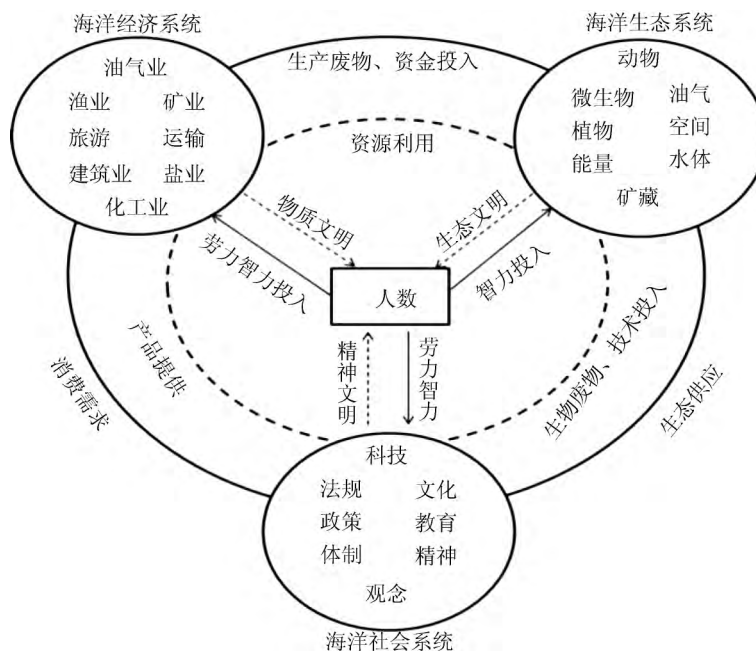 海洋经济系统
海洋生态系统
油气业
渔业 矿业
旅游 运输
建筑业 盐业
化工业
生产废物、资金投入
资源利用
动物
微生物 油气
植物 空间
能量 水体
矿藏
物质文明
劳力智力投入
生态文明
智力投入
人数
精神文明
劳力智力
产品提供
消费需求
生物废物、技术投入
生态供应
科技
法规 文化
政策 教育
体制 精神
观念
海洋社会系统